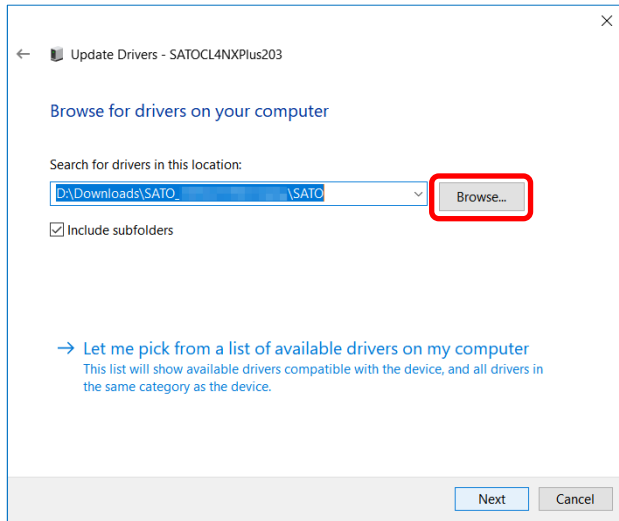 Update Drivers - SATOCL4NXPlus203
Browse for drivers on your computer
Search for drivers in this location:
D:\Downloads\SATO_ \SATO
Browse...
Include subfolders
Let me pick from a list of available drivers on my computer
This list will show available drivers compatible with the device, and all drivers in
the same category as the device.
Next
Cancel